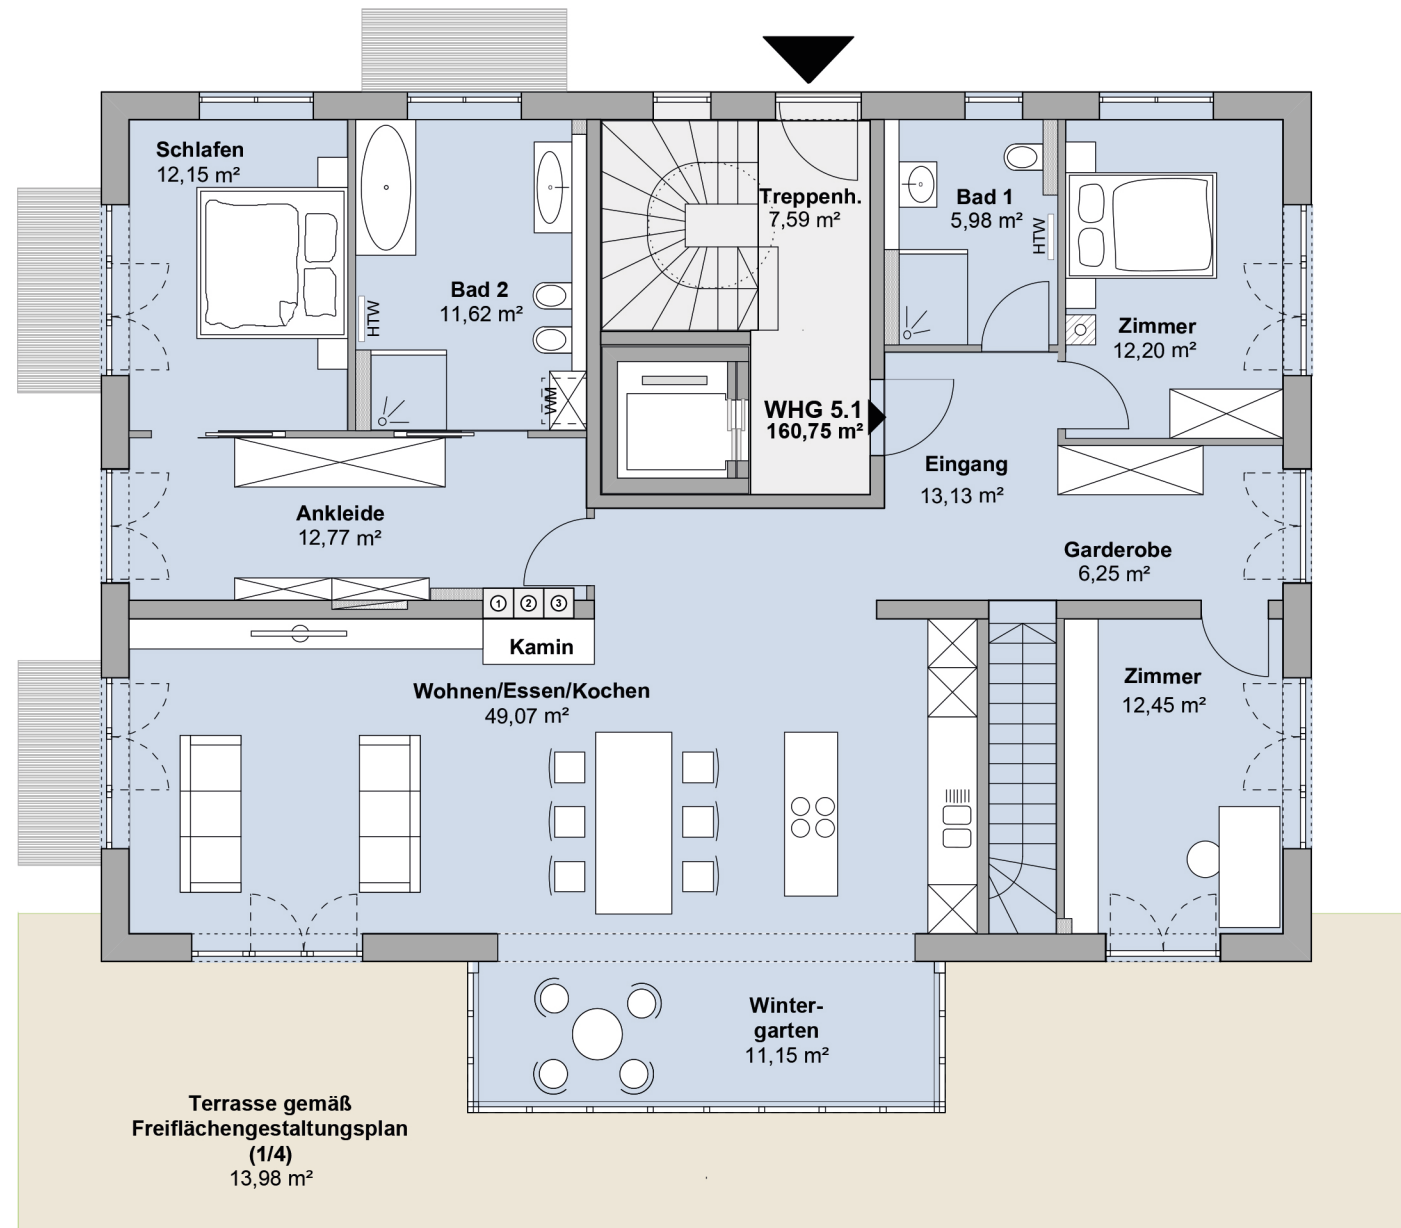 Schlafen
12,15 m²
Bad 2
11,62 m²
HTW
WM
Treppenh.
7,59 m²
Bad 1
5,98 m²
HTW
Zimmer
12,20 m²
WHG 5.1
160,75 m²
Eingang
13,13 m²
Ankleide
12,77 m²
Garderobe
6,25 m²
1 2 3
Kamin
Wohnen/Essen/Kochen
49,07 m²
Zimmer
12,45 m²
Winter-
garten
11,15 m²
Terrasse gemäß
Freiflächengestaltungsplan
(1/4)
13,98 m²